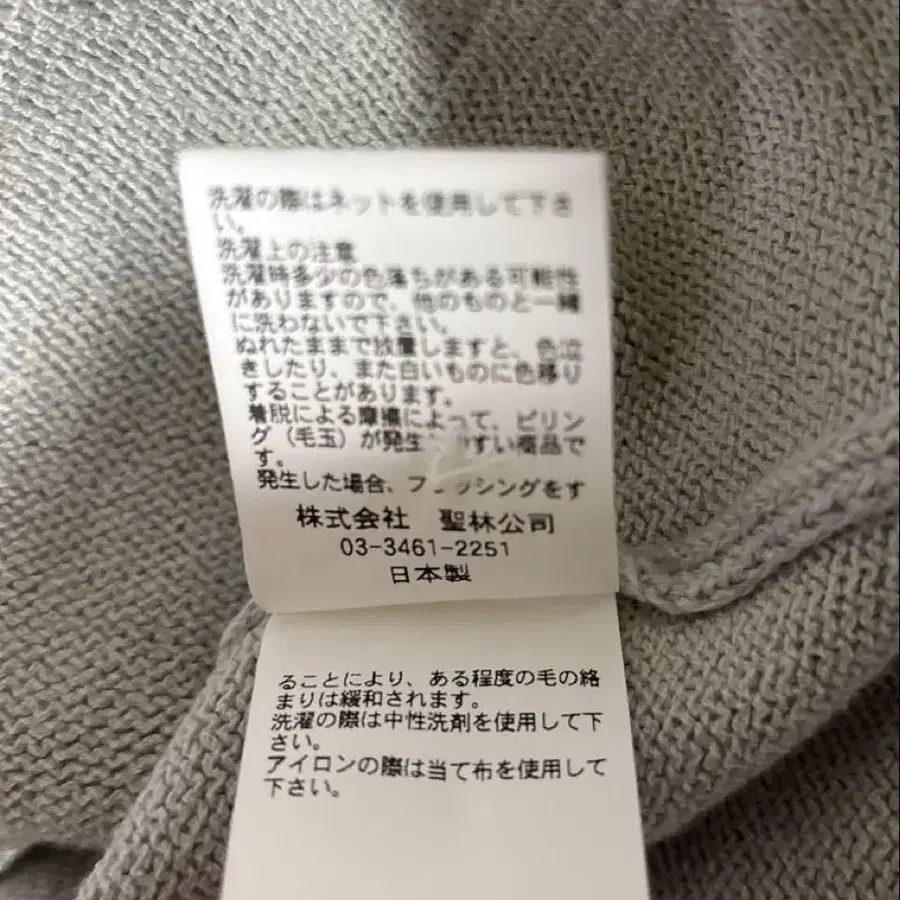 洗濯の際はネットを使用して下さ
い。
洗濯上の注意
洗濯時多少の色落ちがある可能性
がありますので、他のものと一緒
に洗わないで下さい。
ぬれたままで放置しますと、色泣
きしたり、また白いものに色移り
することがあります。
着脱による摩擦によって、ピリン
グ（毛玉）が発生しやすい商品で
す。
発生した場合、ブラッシングをす
株式会社　聖林公司
03-3461-2251
日本製
ることにより、ある程度の毛の絡
まりは緩和されます。
洗濯の際は中性洗剤を使用して下
さい。
アイロンの際は当て布を使用して
下さい。